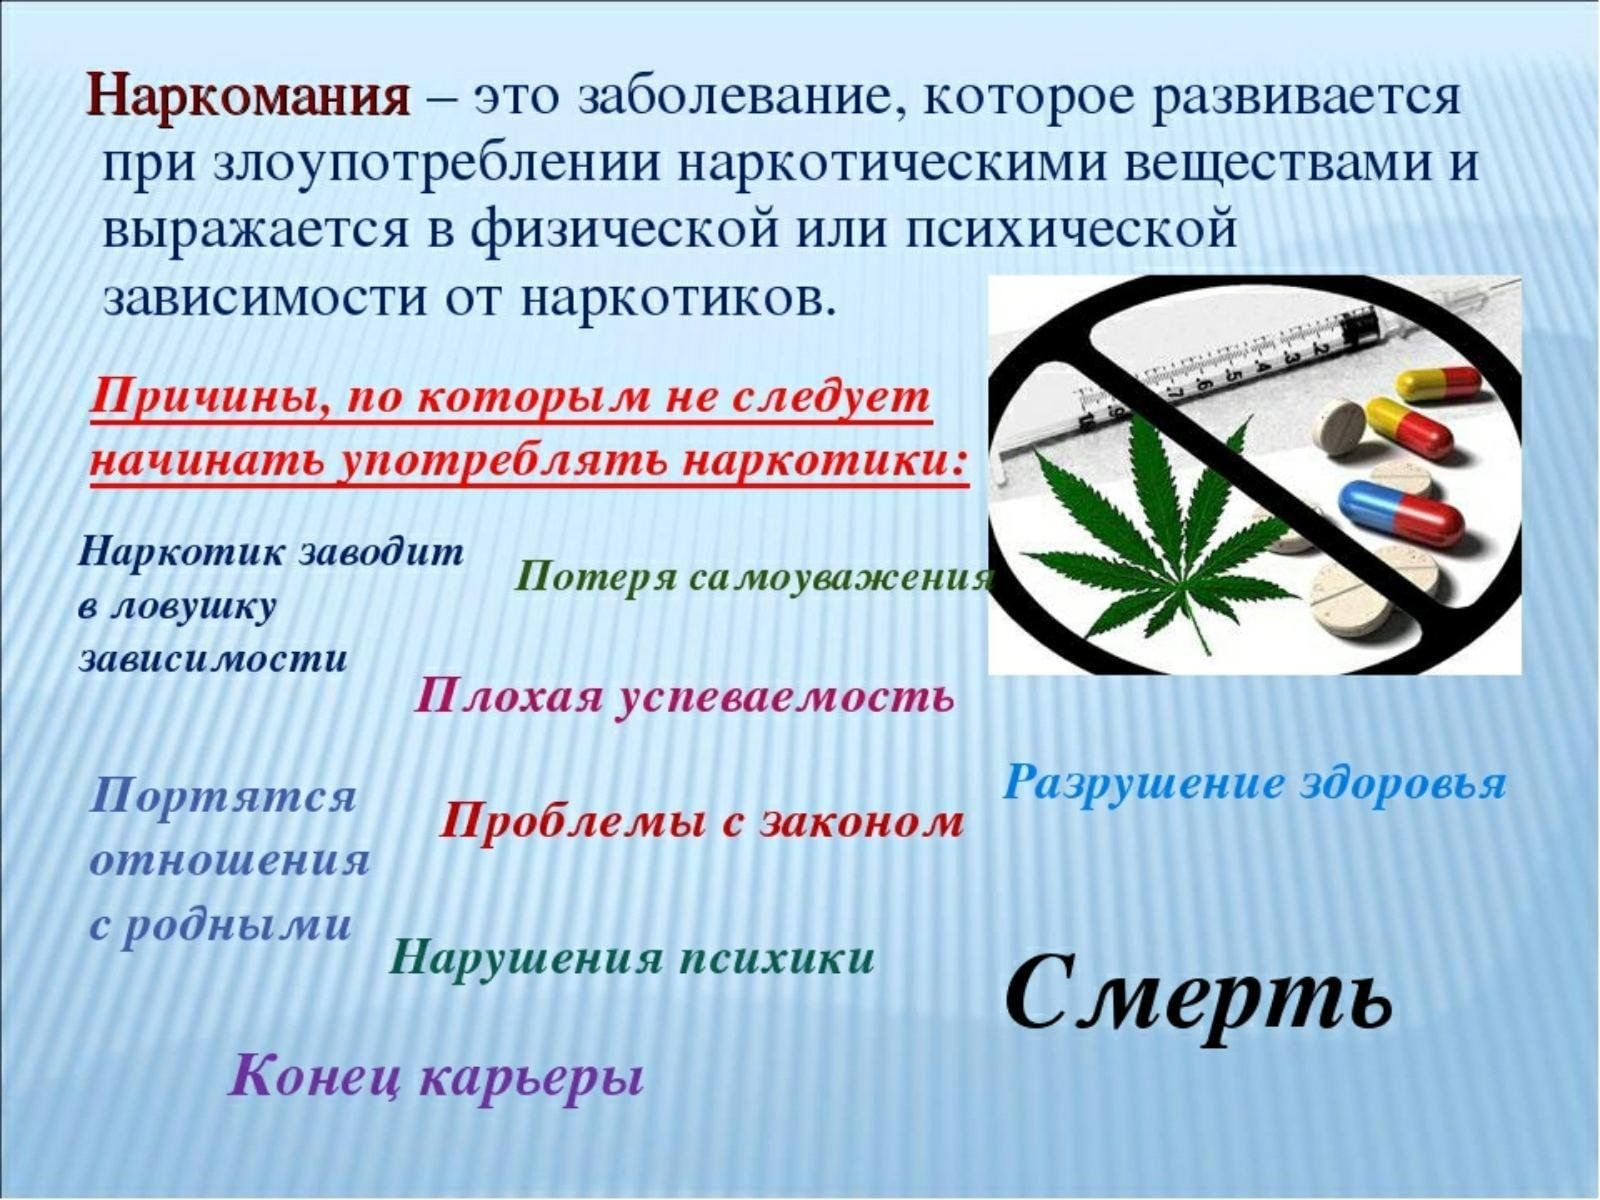 Наркомания – это заболевание, которое развивается
при злоупотреблении наркотическими веществами и
выражается в физической или психической
зависимости от наркотиков.
Причины, по которым не следует
начинать употреблять наркотики:
Наркотик заводит
в ловушку
зависимости
Потеря самоуважения
Плохая успеваемость
Портятся
отношения
с родными
Проблемы с законом
Разрушение здоровья
Нарушения психики
Смерть
Конец карьеры